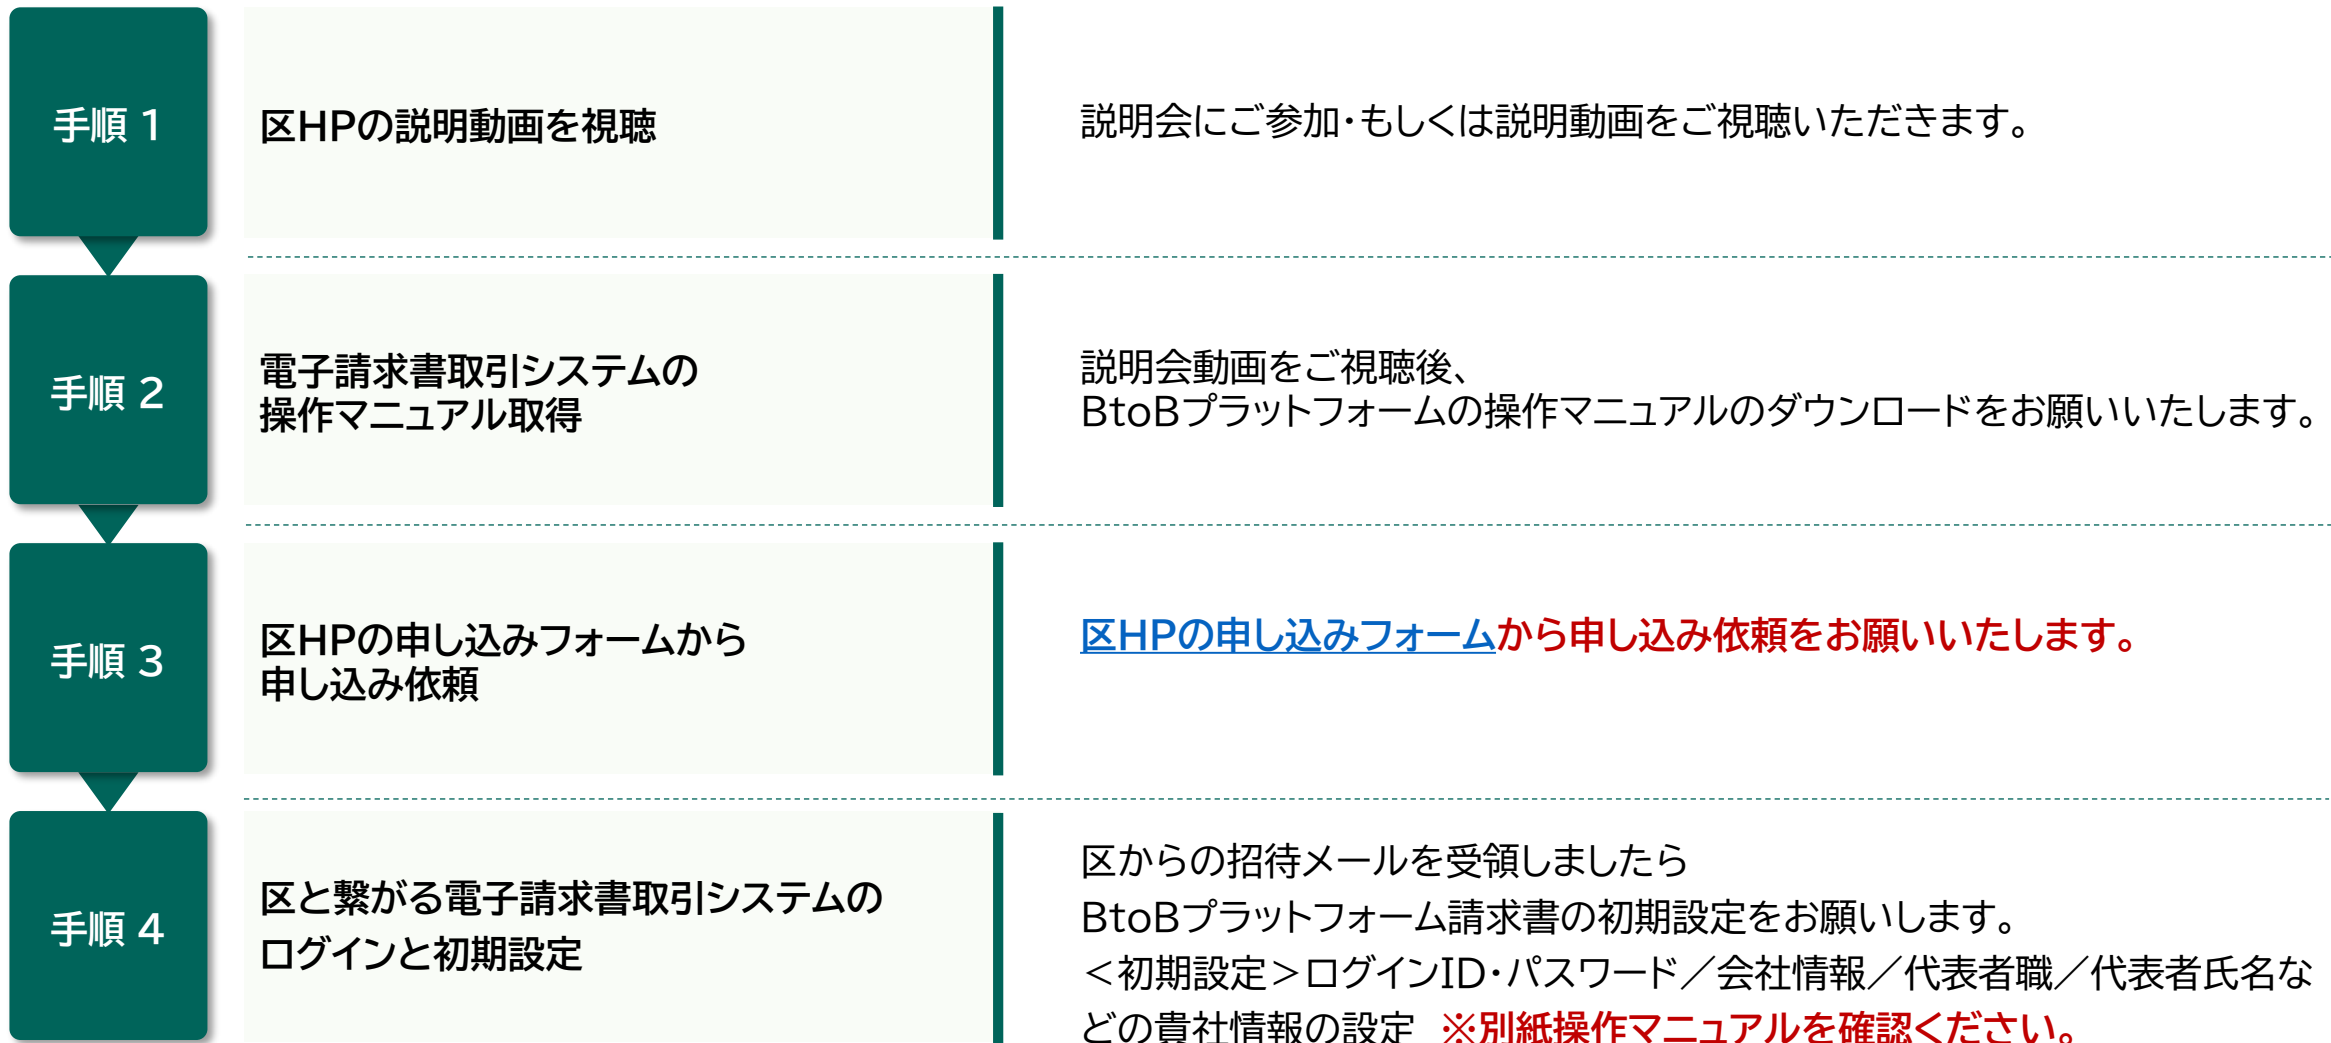 手順 1
区HPの説明動画を視聴
説明会にご参加・もしくは説明動画をご視聴いただきます。
手順 2
電子請求書取引システムの
操作マニュアル取得
説明会動画をご視聴後、
BtoBプラットフォームの操作マニュアルのダウンロードをお願いいたします。
手順 3
区HPの申し込みフォームから
申し込み依頼
区HPの申し込みフォームから申し込み依頼をお願いいたします。
手順 4
区と繋がる電子請求書取引システムの
ログインと初期設定
区からの招待メールを受領しましたら
BtoBプラットフォーム請求書の初期設定をお願いします。
＜初期設定＞ログインID・パスワード／会社情報／代表者職／代表者氏名な
どの貴社情報の設定 ※別紙操作マニュアルを確認ください。